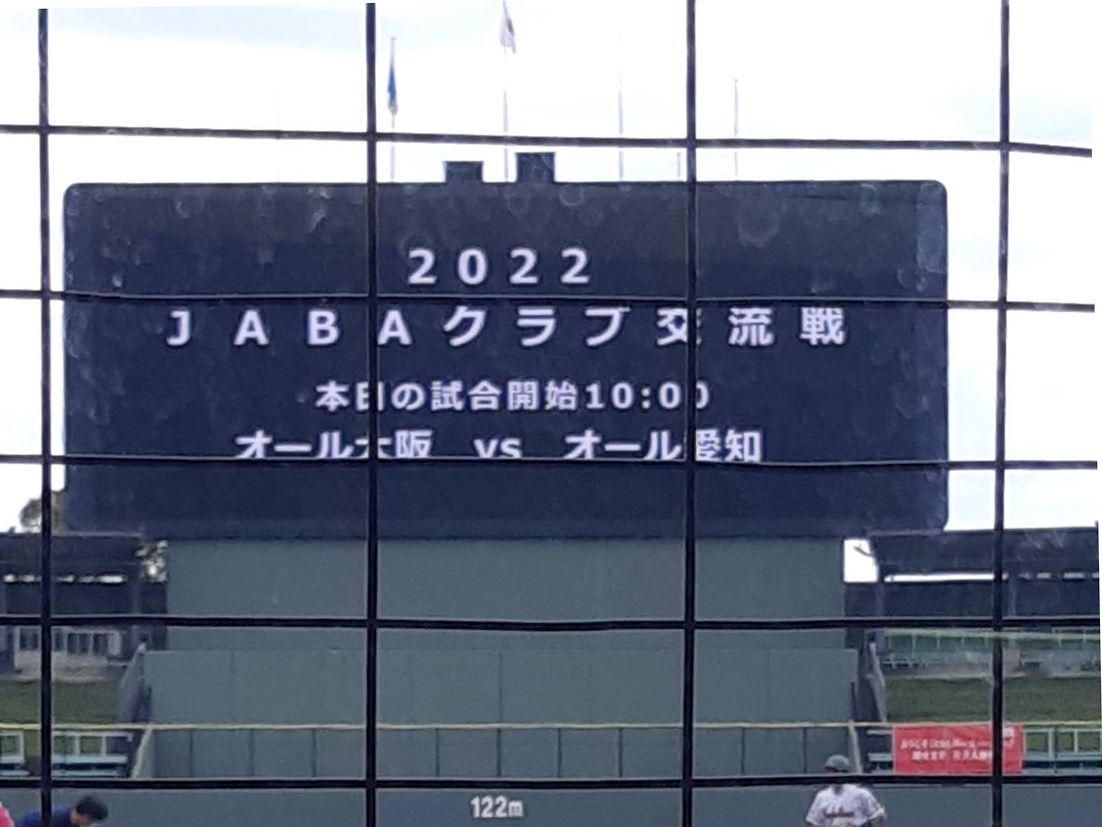 2022
JABAクラブ交流戦
本日の試合開始10:00
オール大阪 vs オール愛知
122m